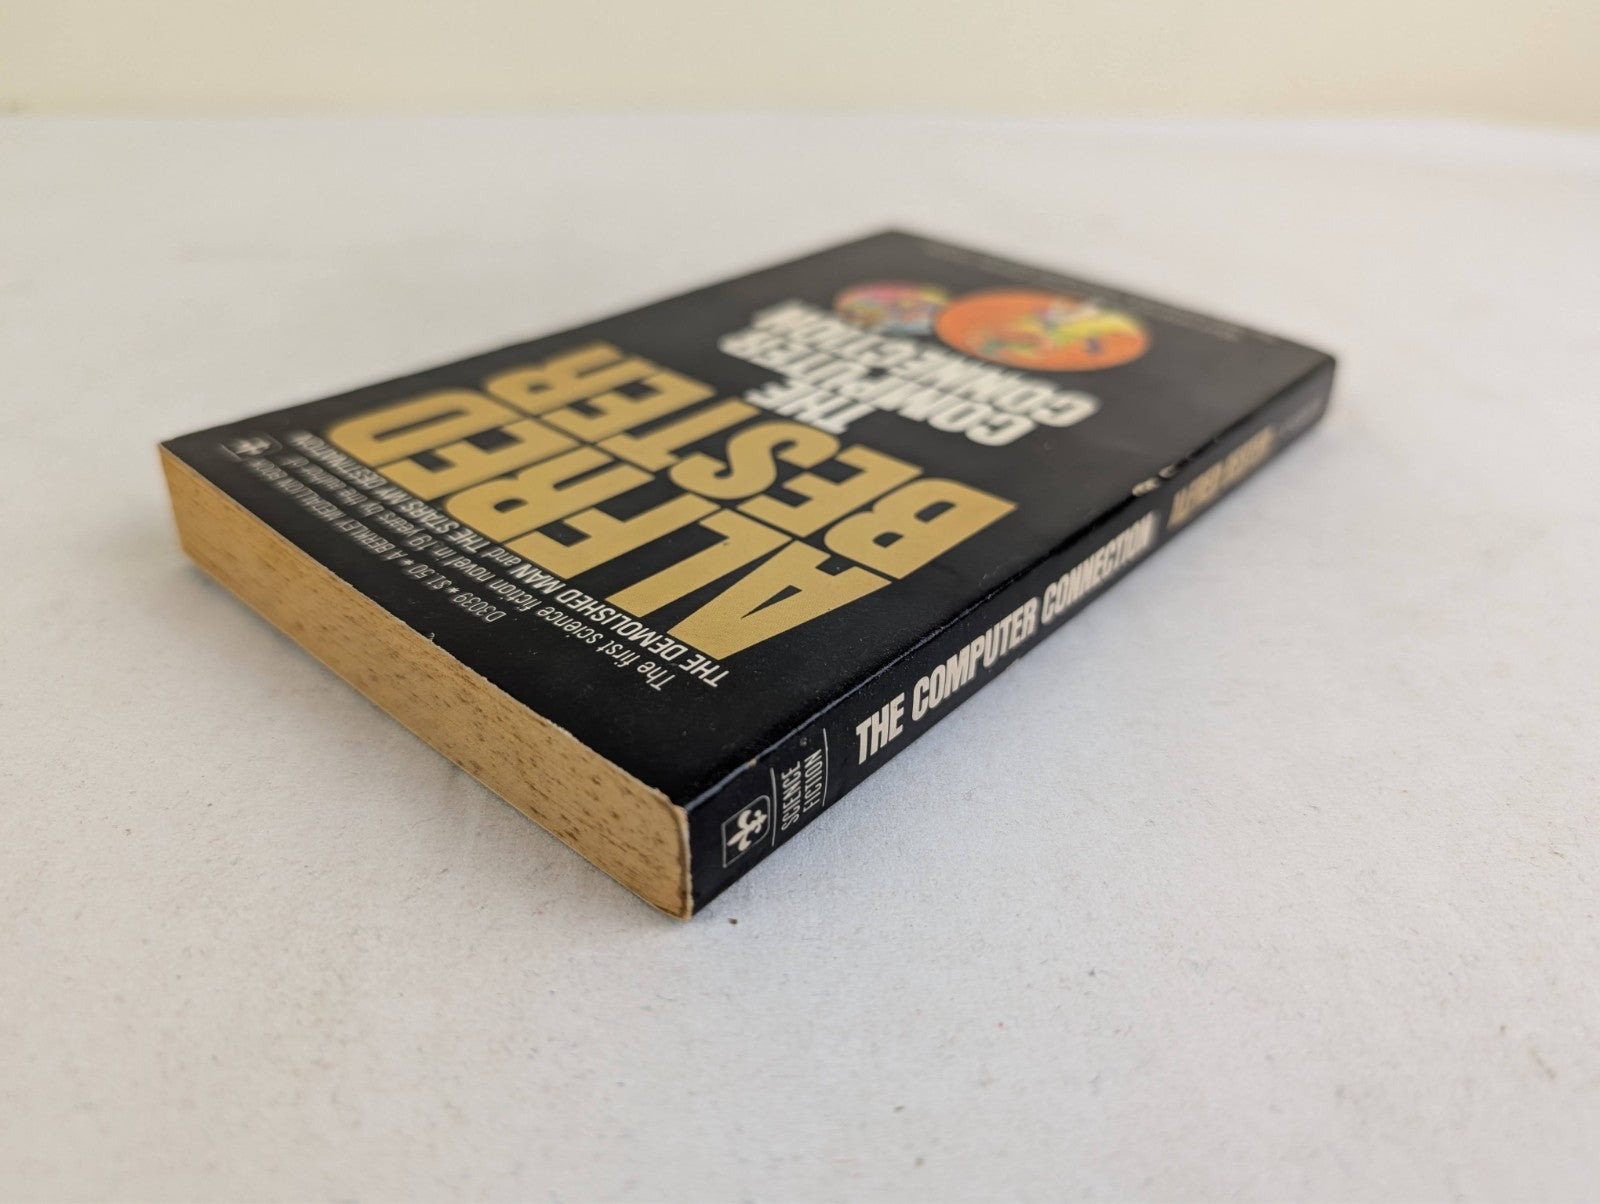 D3039 * $1.50 * A BERKLEY MEDALLION BOOK
The first science fiction novel in 19 years by the author of
THE DEMOLISHED MAN and THE STARS MY DESTINATION
ALFRED
BESTER
THE
COMPUTER
CONNECTION
SCIENCE
FICTION
THE COMPUTER CONNECTION ALFRED BESTER